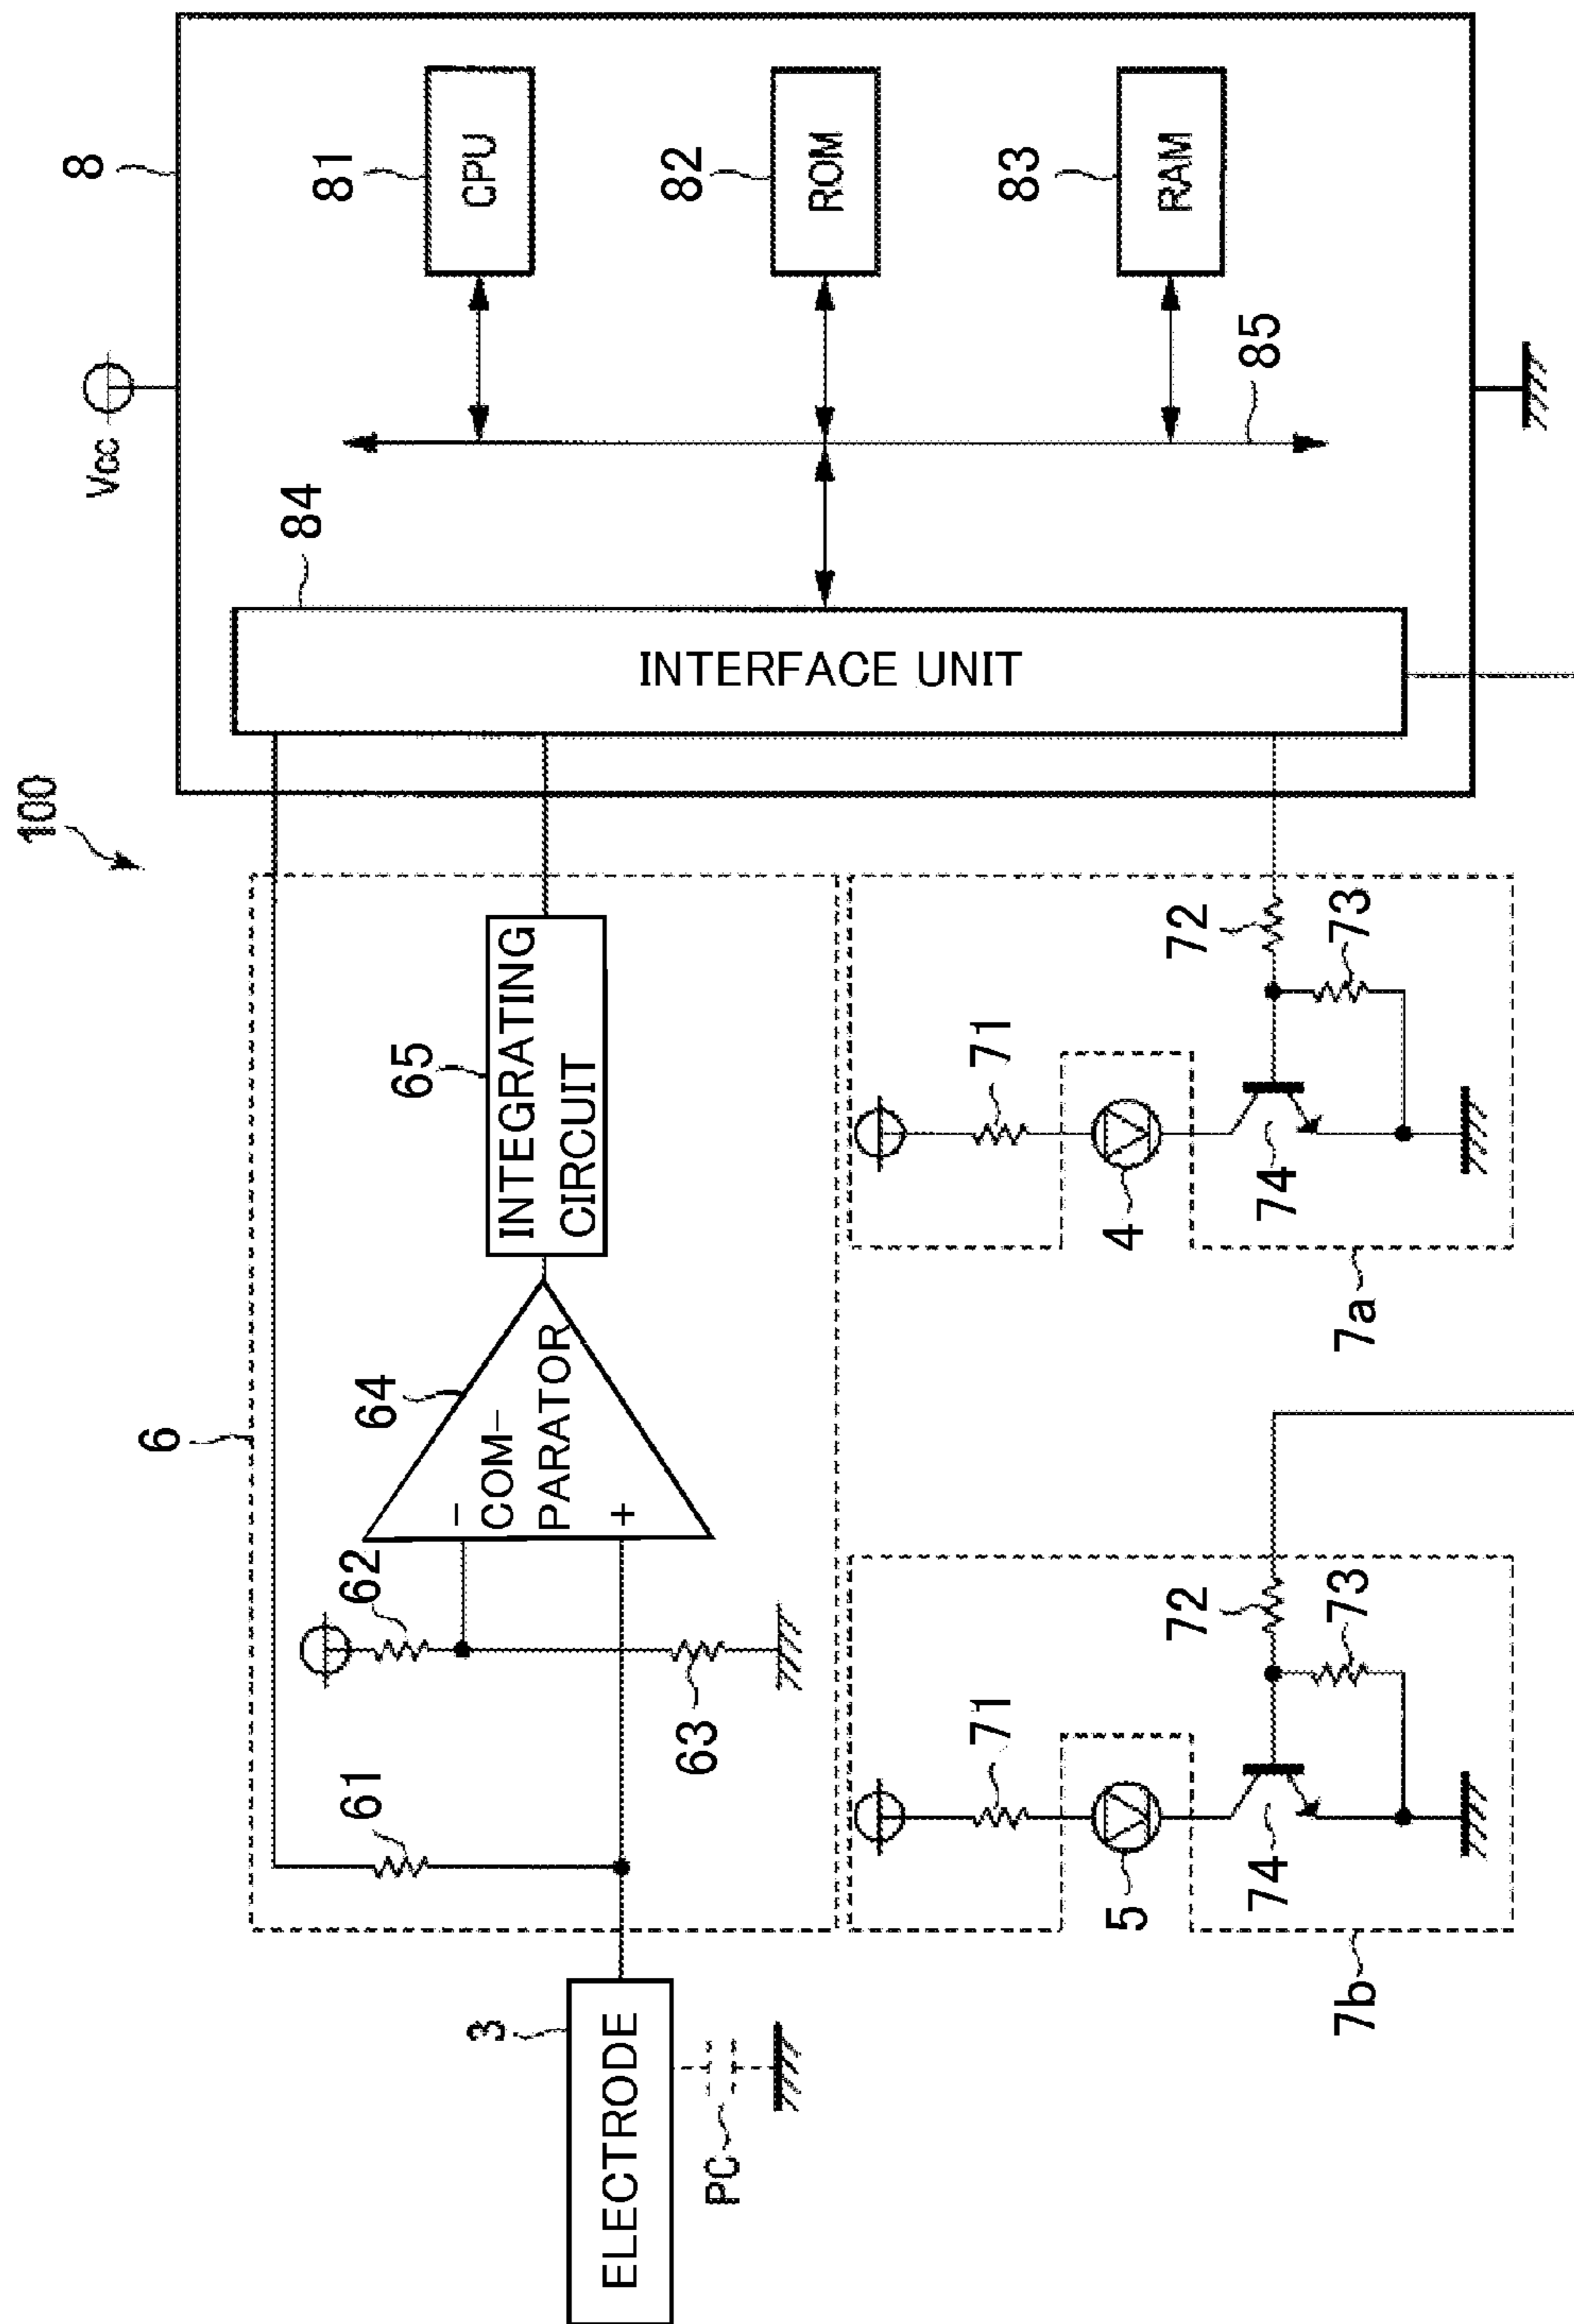 100
8
Vcc
81
CPU
82
ROM
83
RAM
84
INTERFACE UNIT
85
6
61
62
63
64
COM-
PARATOR
-
+
65
INTEGRATING
CIRCUIT
3
ELECTRODE
PC
71
5
72
73
74
7b
71
4
72
73
74
7a